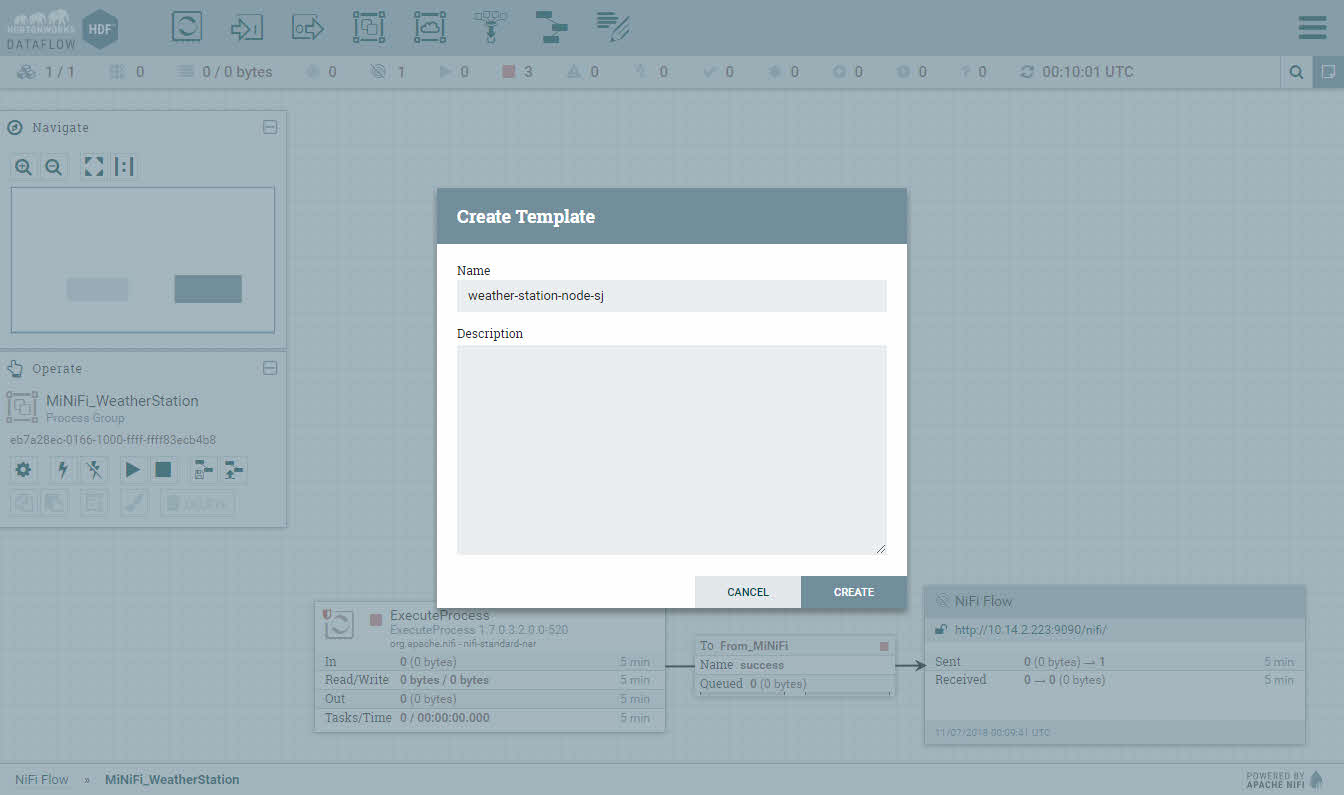 HORTONWORKS
DATAFLOW
HDF
1 / 1 0 0 / 0 bytes 0 1 0 3 0 0 0 0 0 0 0 00:10:01 UTC
Navigate
Operate
MiNiFi_WeatherStation
Process Group
eb7a28ec-0166-1000-ffff-ffff83ecb4b8
DELETE
Create Template
Name
weather-station-node-sj
Description
CANCEL CREATE
ExecuteProcess
ExecuteProcess 1.7.0.3.2.0.0-520
org.apache.nifi - nifi-standard-nar
In 0 (0 bytes) 5 min
Read/Write 0 bytes / 0 bytes 5 min
Out 0 (0 bytes) 5 min
Tasks/Time 0 / 00:00:00.000 5 min
To From_MiNiFi
Name success
Queued 0 (0 bytes)
NiFi Flow
http://10.14.2.223:9090/nifi/
Sent 0 (0 bytes) → 1 5 min
Received 0 → 0 (0 bytes) 5 min
11/07/2018 00:09:41 UTC
NiFi Flow » MiNiFi_WeatherStation
POWERED BY
APACHE NIFI